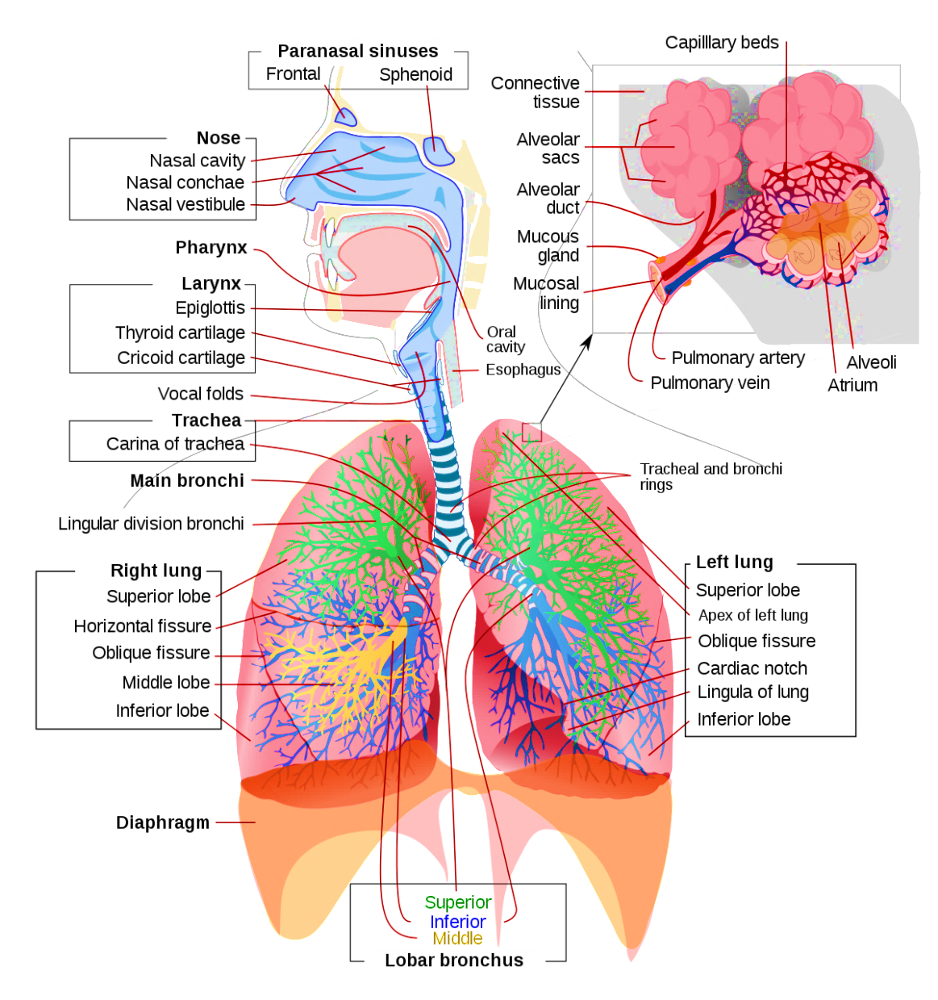 Paranasal sinuses
Frontal
Sphenoid
Nose
Nasal cavity
Nasal conchae
Nasal vestibule
Pharynx
Larynx
Epiglottis
Thyroid cartilage
Cricoid cartilage
Vocal folds
Trachea
Carina of trachea
Main bronchi
Lingular division bronchi
Right lung
Superior lobe
Horizontal fissure
Oblique fissure
Middle lobe
Inferior lobe
Diaphragm
Capilllary beds
Connective
tissue
Alveolar
sacs
Alveolar
duct
Mucous
gland
Mucosal
lining
Pulmonary artery
Pulmonary vein
Alveoli
Atrium
Oral
cavity
Esophagus
Tracheal and bronchi
rings
Left lung
Superior lobe
Apex of left lung
Oblique fissure
Cardiac notch
Lingula of lung
Inferior lobe
Superior
Inferior
Middle
Lobar bronchus